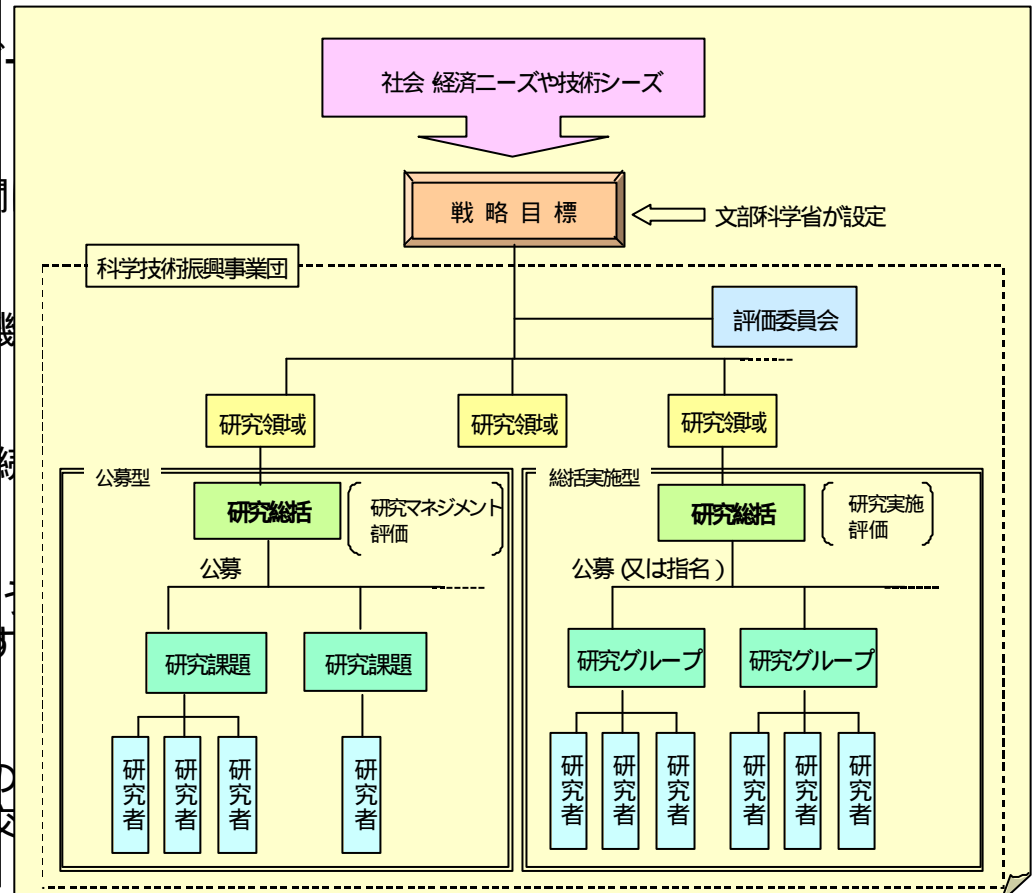 社会 経済ニーズや技術シーズ
戦 略 目 標
文部科学省が設定
科学技術振興事業団
評価委員会
研究領域
研究領域
研究領域
公募型
研究総括
研究マネジメント
評価
公募
研究課題
研究課題
研究者
研究者
研究者
研究者
総括実施型
研究総括
研究実施
評価
公募 (又は指名 )
研究グループ
研究グループ
研究者
研究者
研究者
研究者
研究者
研究者
す
の